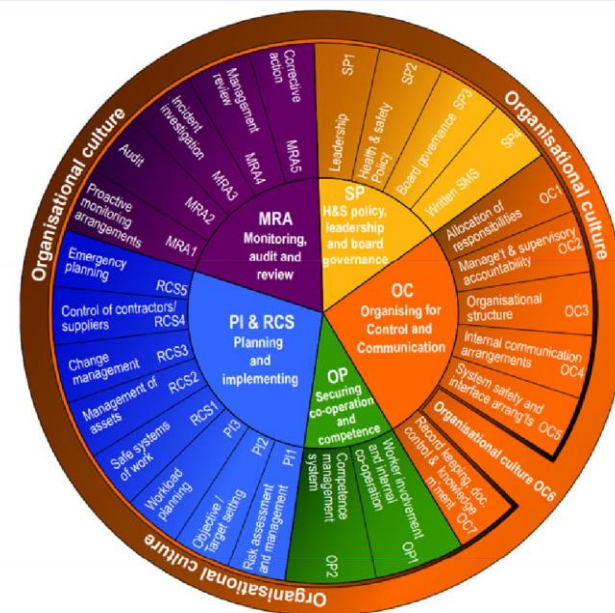 Organisational culture
Organisational culture
Organisational culture
SP
H&S policy,
leadership
and board
governance
SP1
Leadership
SP2
Health & safety
Policy
SP3
Board governance
SP4
Written SMS
OC
Organising for
Control and
Communication
Allocation of
responsibilities
OC1
Manage't & supervisory
accountability
OC2
Organisational
structure
OC3
Internal communication
arrangements
OC4
System safety and
interface arrang'ts
OC5
Organisational culture OC6
Record keeping, doc.
control & knowledge
m'ment
OC7
OP
Securing
co-operation and
competence
Worker involvement
and internal
co-operation
OP1
Competence
management
system
OP2
PI & RCS
Planning
and
implementing
PI1
Risk assessment
and management
PI2
Objective /
Target setting
PI3
Workload
planning
RCS1
Safe systems
of work
RCS2
Management of
assets
RCS3
Change
management
Control of contractors/
suppliers
RCS4
Emergency
planning
RCS5
MRA
Monitoring,
audit and
review
Proactive
monitoring
arrangements
MRA1
Audit
MRA2
Incident
investigation
MRA3
Management
review
MRA4
Corrective
action
MRA5